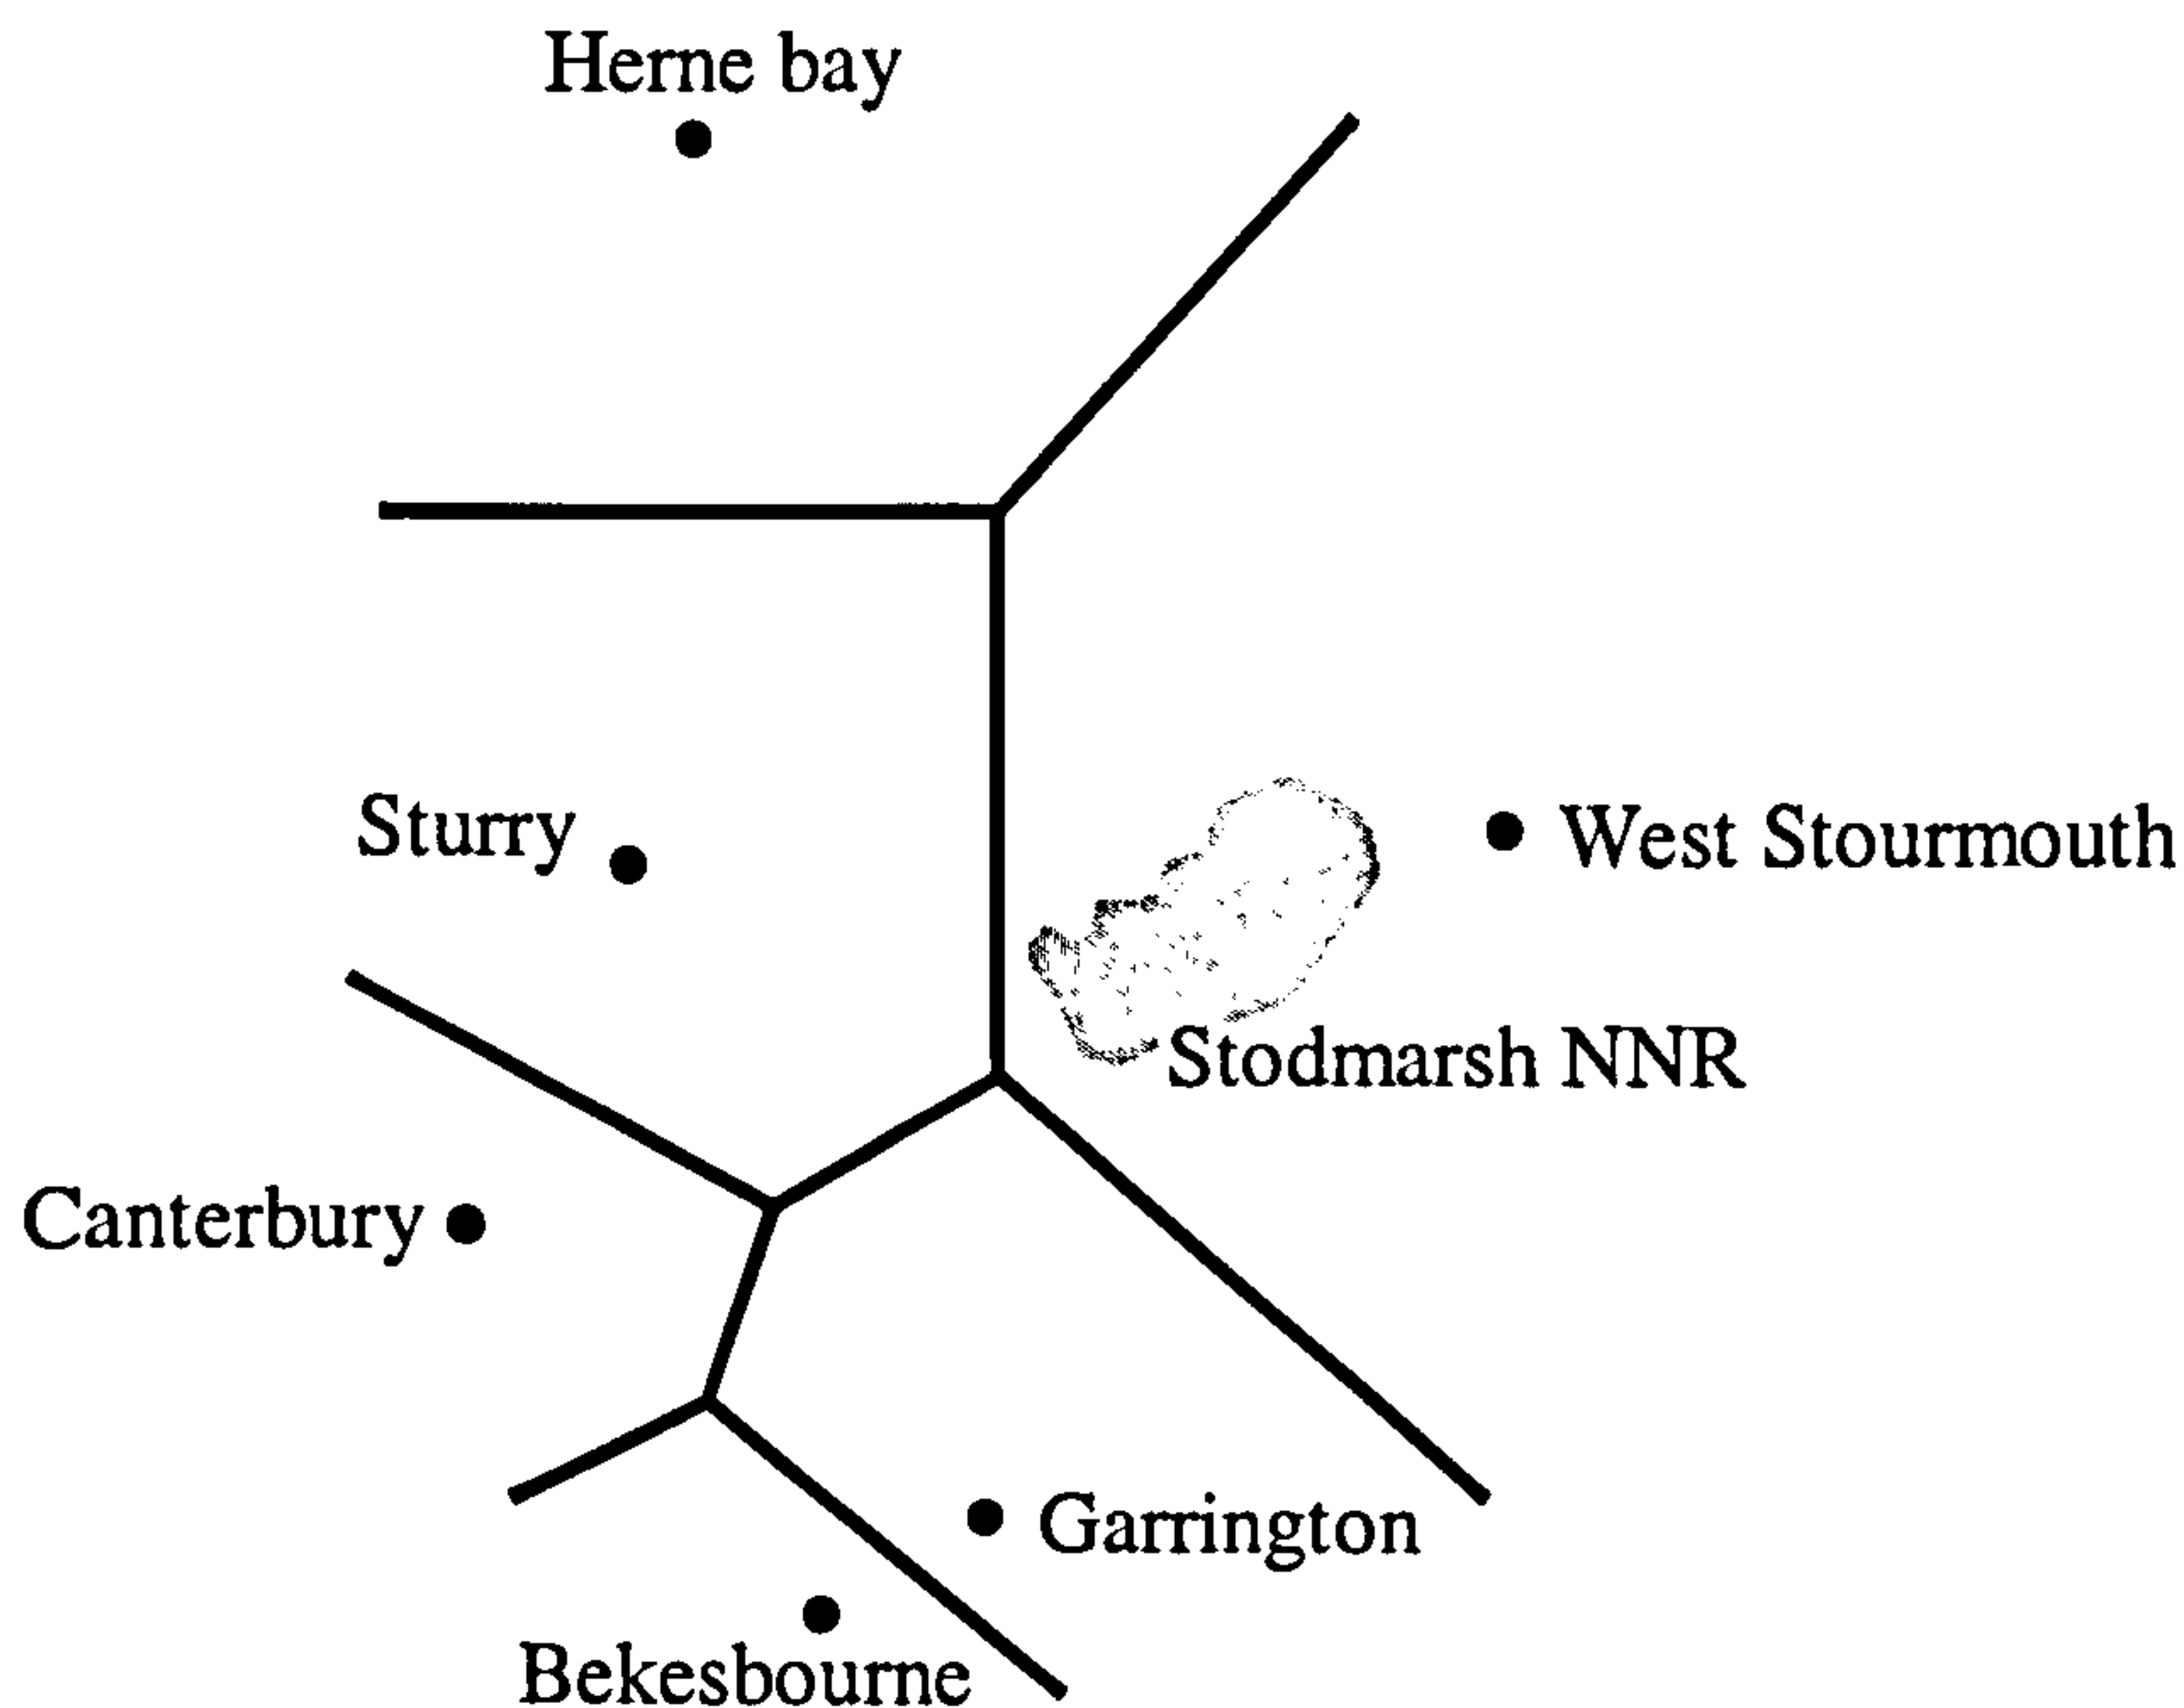 Herne bay
Sturry
West Stourmouth
Stodmarsh NNR
Canterbury
Garrington
Bekesbourne